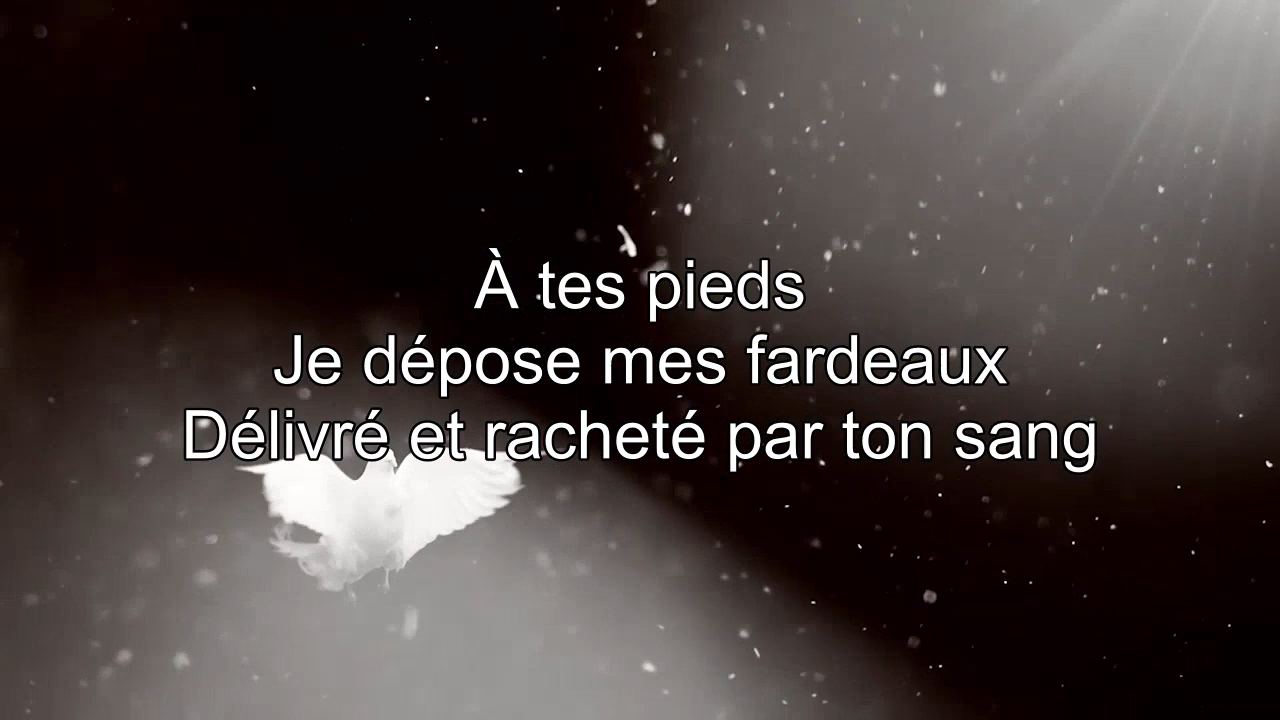 À tes pieds
Je dépose mes fardeaux
Délivré et racheté par ton sang